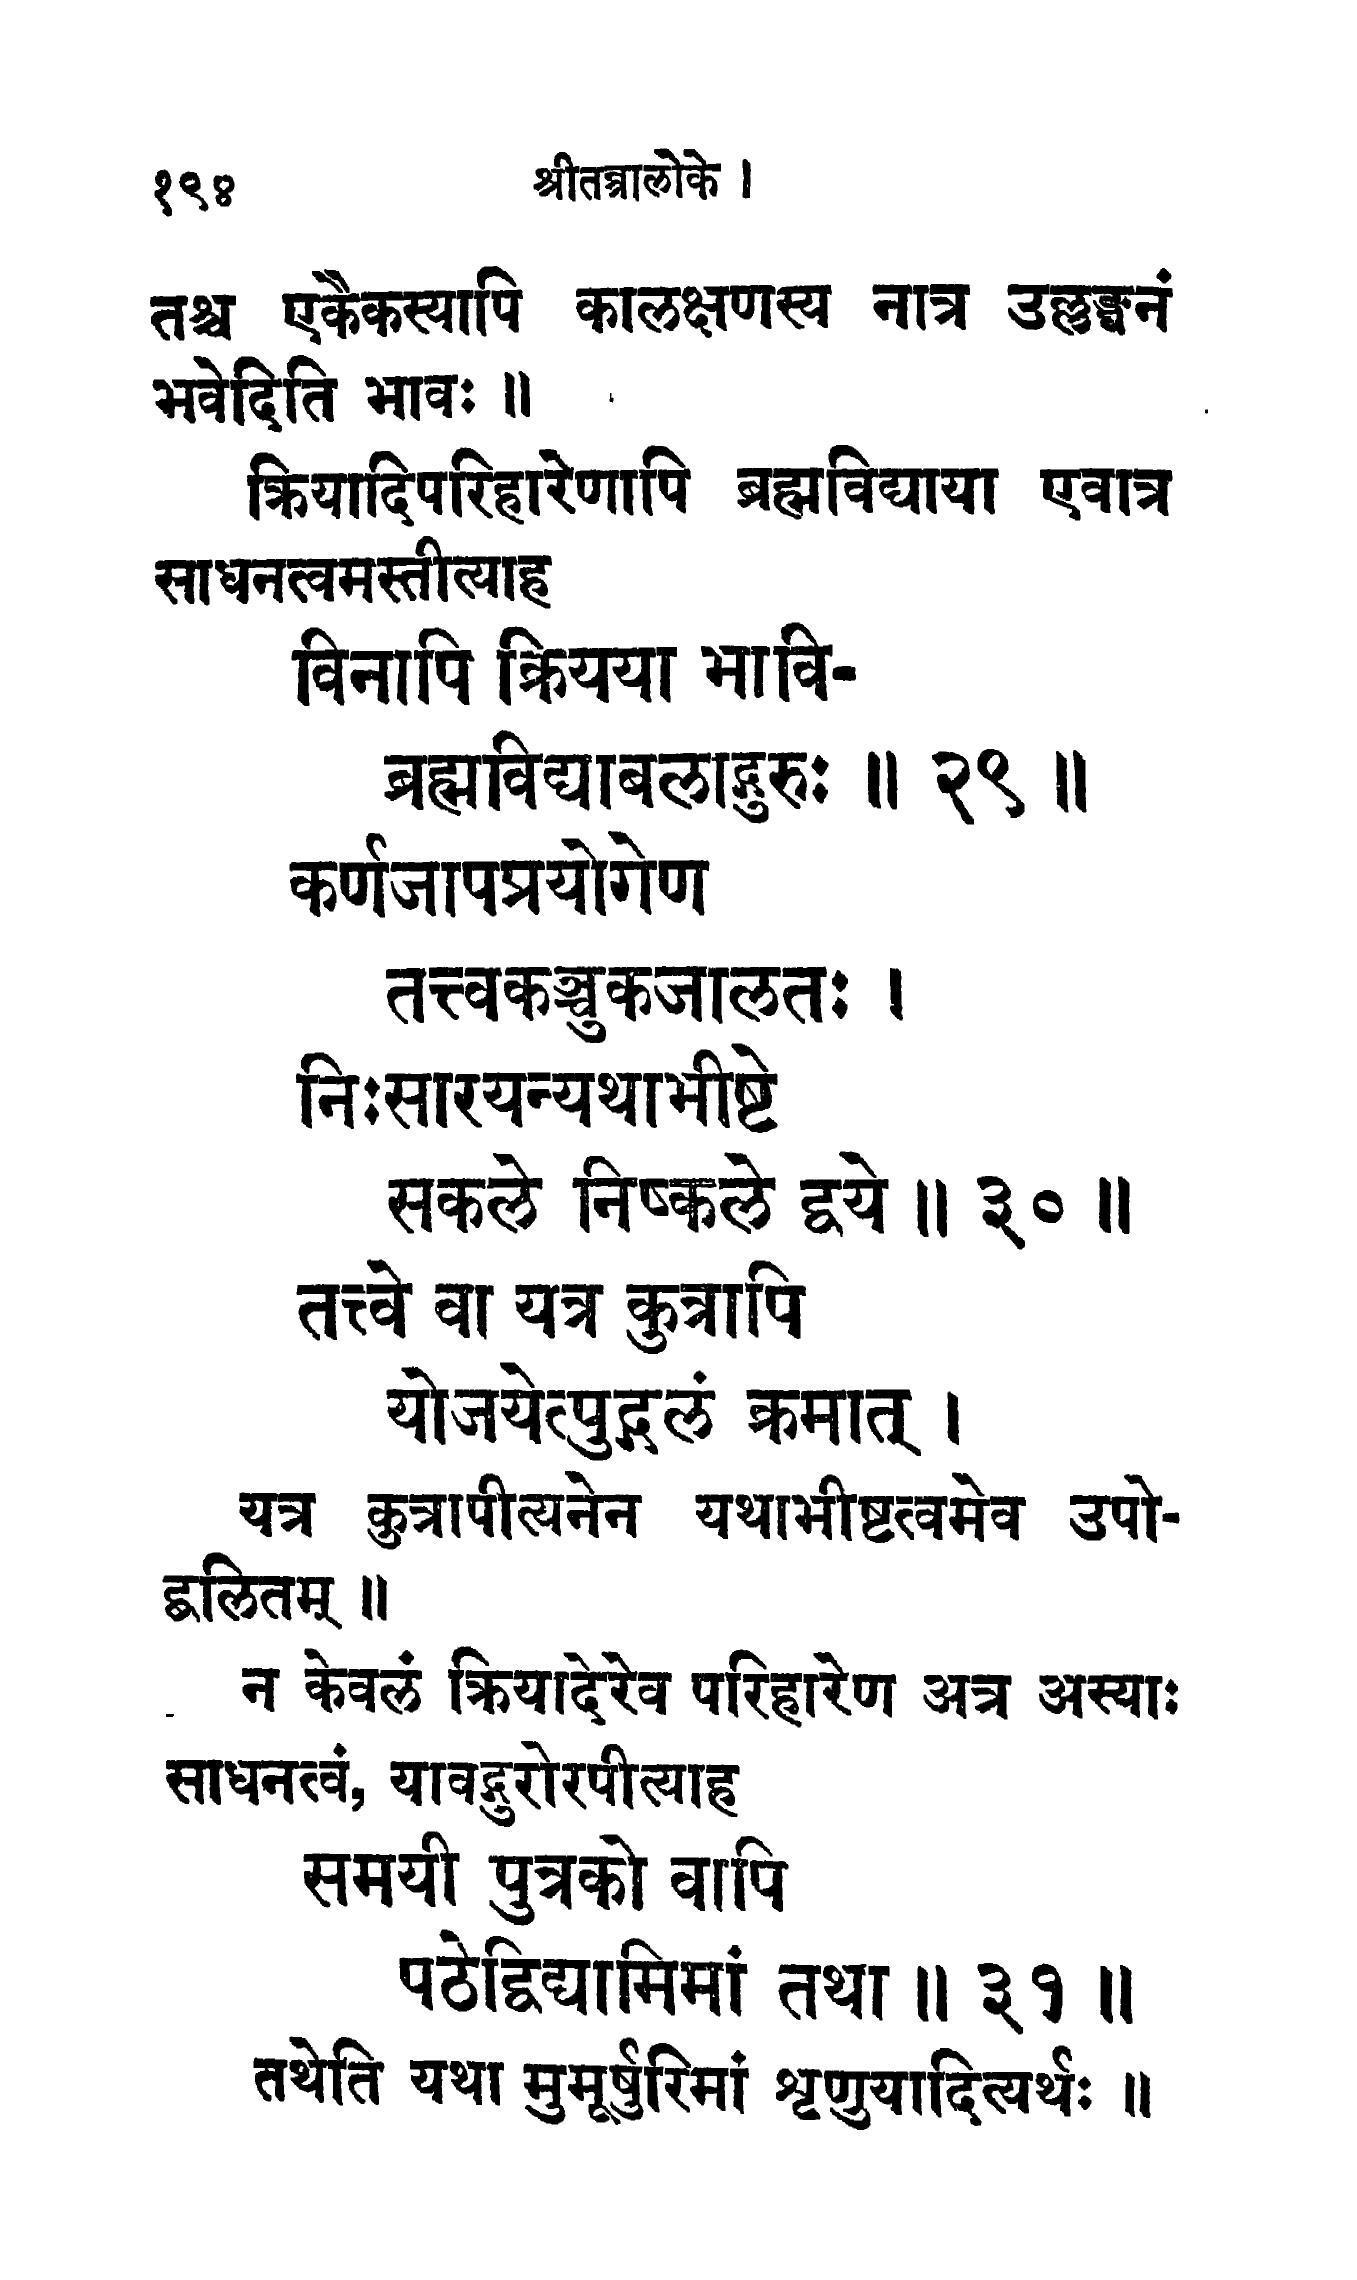 १९४ श्रीतन्त्रालोके ।
तश्च एकैकस्यापि कालक्षणस्य नात्र उल्लङ्घनं
भवेदिति भावः ॥
क्रियादिपरिहारेणापि ब्रह्मविद्याया एवात्र
साधनत्वमस्तीत्याह
विनापि क्रियया भावि-
ब्रह्मविद्याबलाद्गुरुः ॥ २९ ॥
कर्णजापप्रयोगेण
तत्त्वकञ्चुकजालतः ।
निःसारयन्यथाभीष्टे
सकले निष्कले द्वये ॥ ३० ॥
तत्त्वे वा यत्र कुत्रापि
योजयेत्पुद्गलं क्रमात् ।
यत्र कुत्रापीत्यनेन यथाभीष्टत्वमेव उपो-
द्बलितम् ॥
न केवलं क्रियादेरेव परिहारेण अत्र अस्याः
साधनत्वं, यावद्गुरोरपीत्याह
समयी पुत्रको वापि
पठेद्विद्यामिमां तथा ॥ ३१ ॥
तथेति यथा मुमूर्षुरिमां शृणुयादित्यर्थः ॥